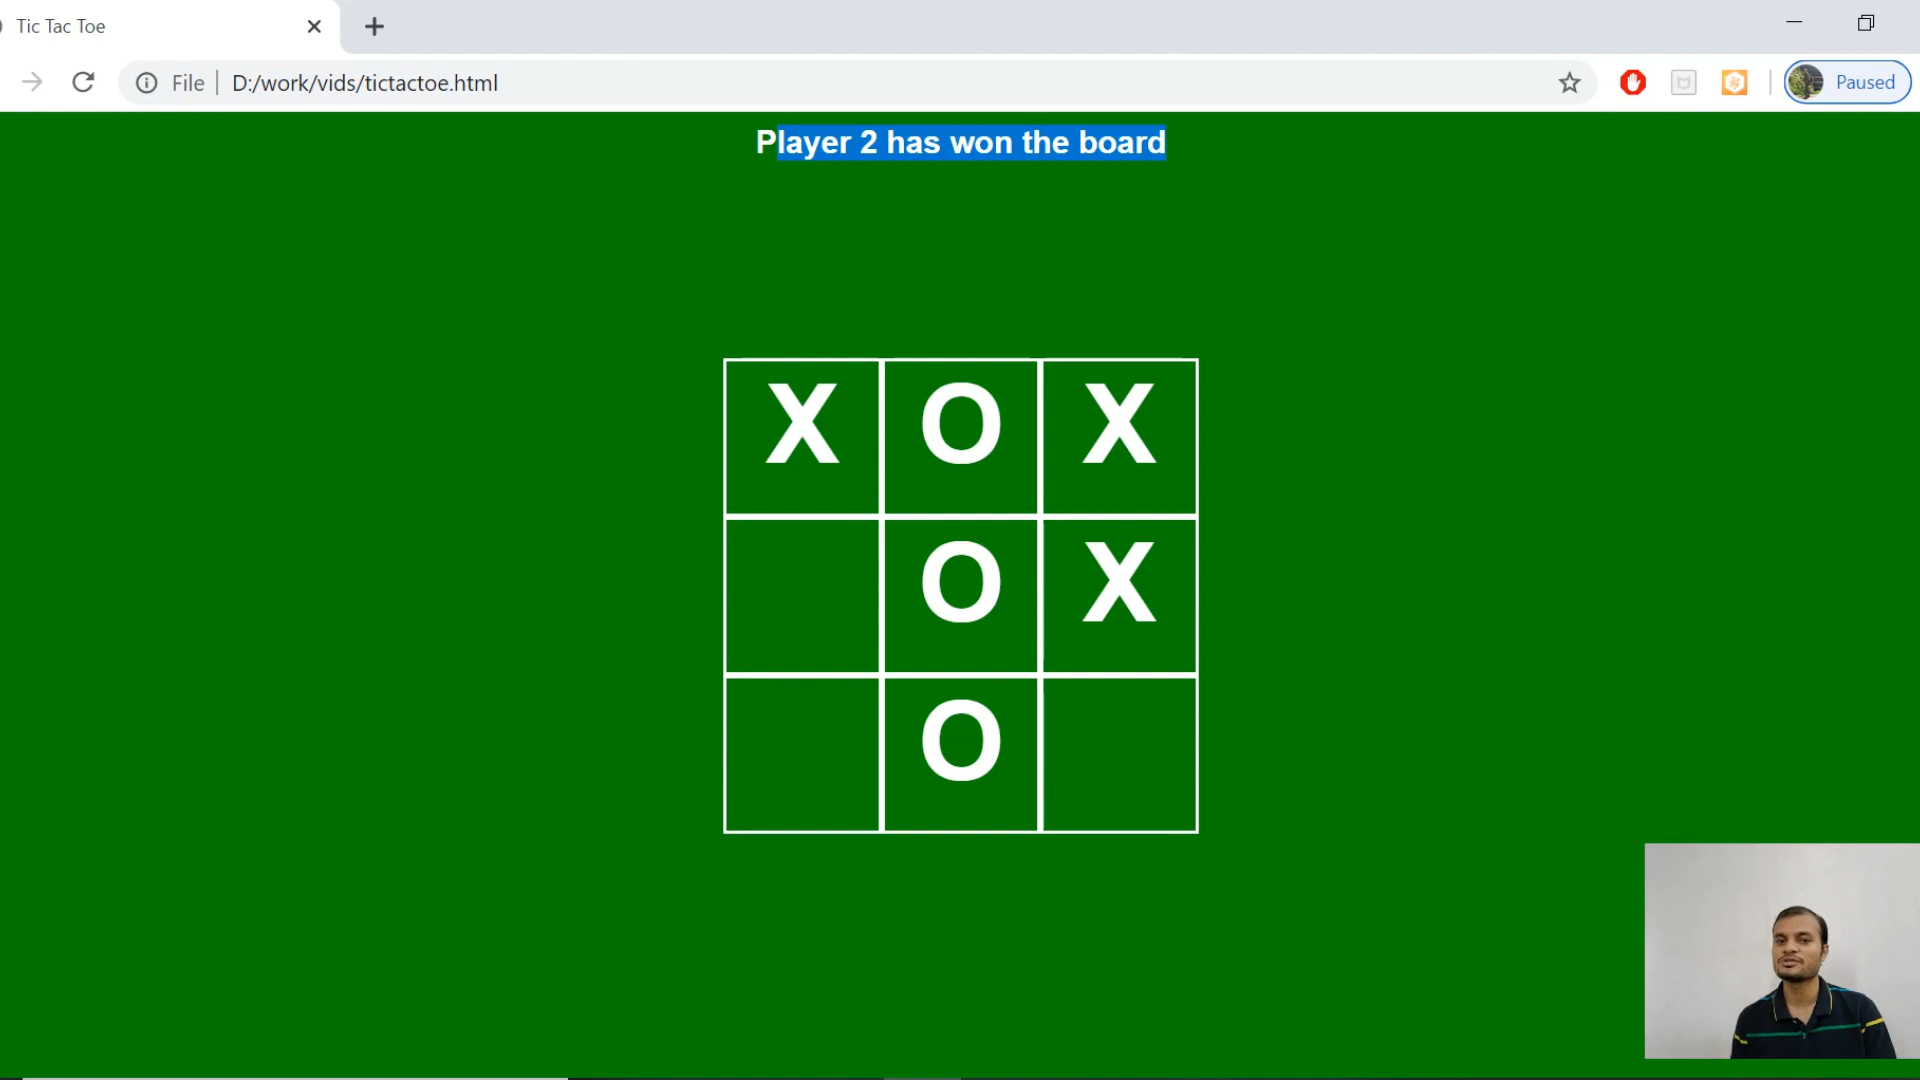 Tic Tac Toe
File D:/work/vids/tictactoe.html Paused
Player 2 has won the board
X O X
O X
O